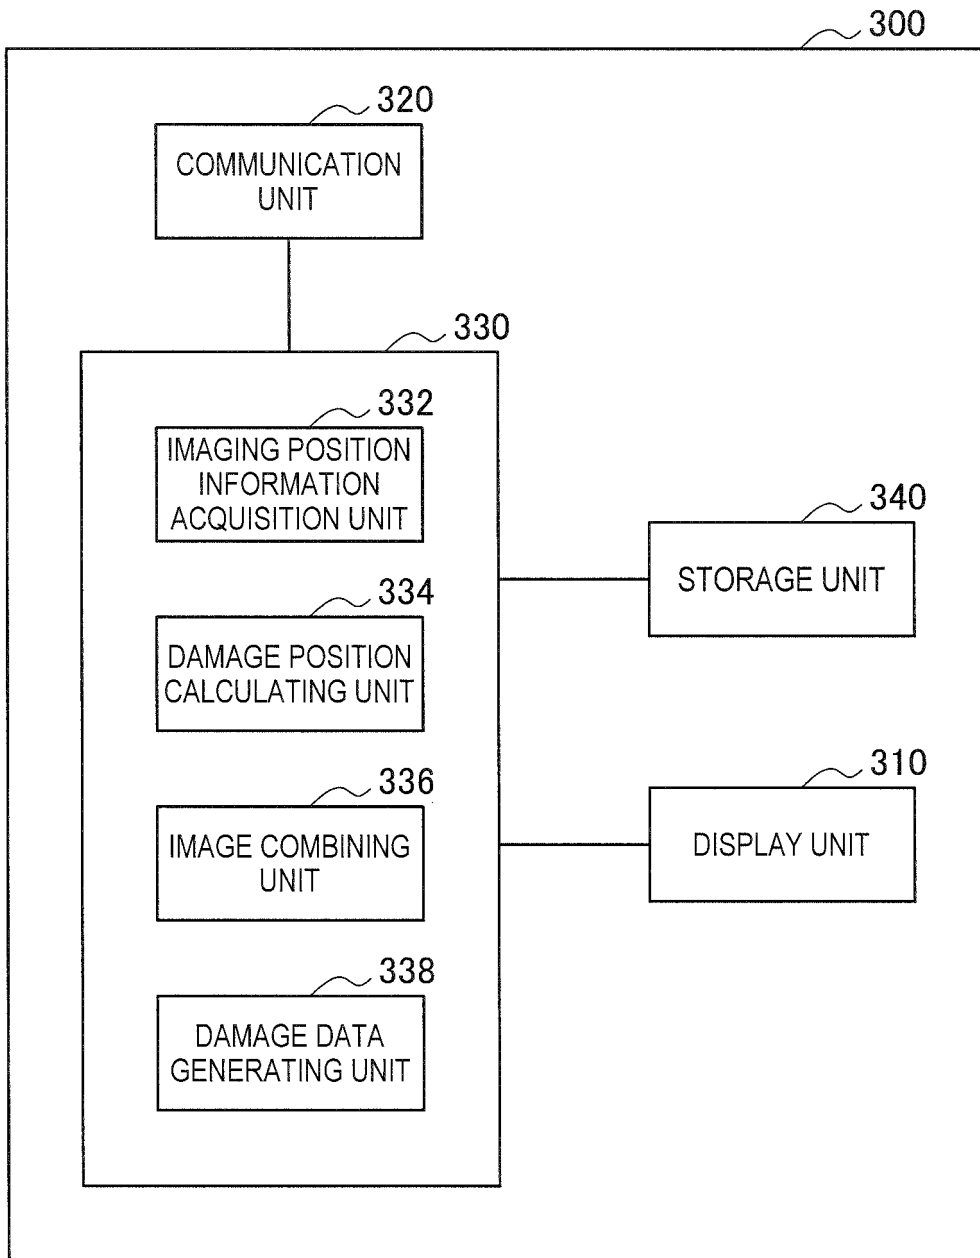 300
320
COMMUNICATION
UNIT
330
332
IMAGING POSITION
INFORMATION
ACQUISITION UNIT
340
STORAGE UNIT
334
DAMAGE POSITION
CALCULATING UNIT
310
DISPLAY UNIT
336
IMAGE COMBINING
UNIT
338
DAMAGE DATA
GENERATING UNIT